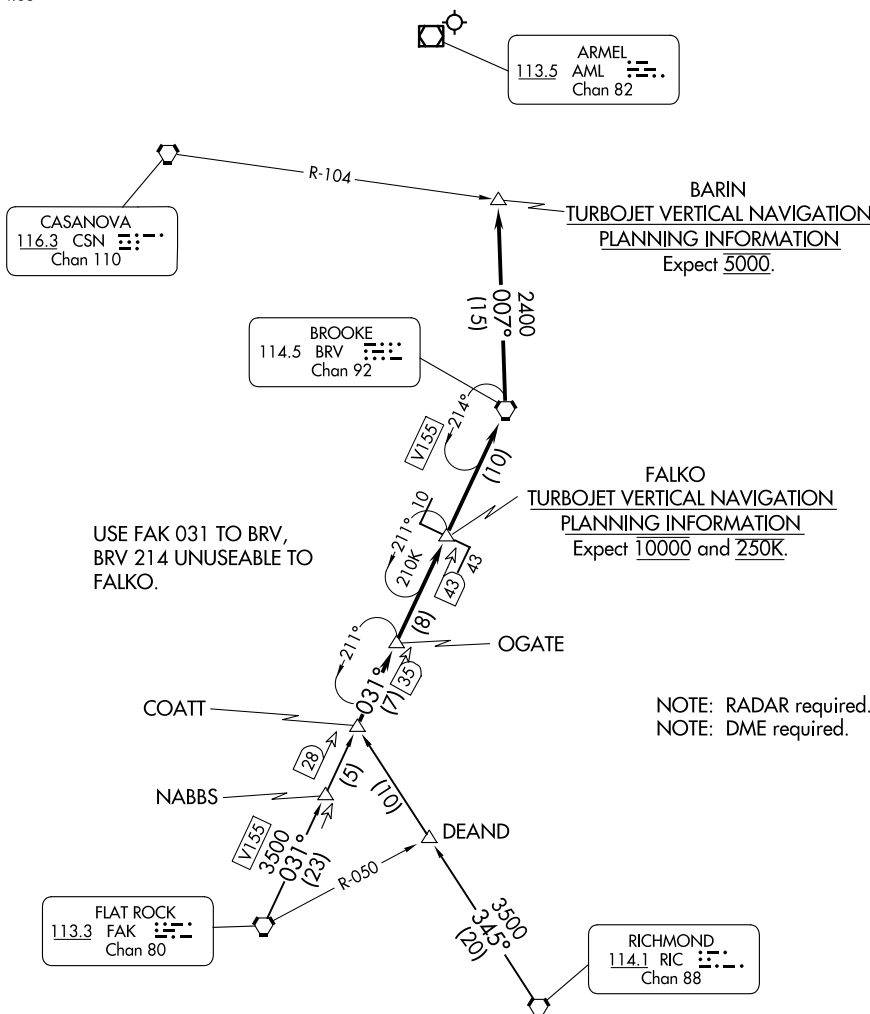 ARMEL
113.5 AML
Chan 82
R-104
CASANOVA
116.3 CSN
Chan 110
BARIN
TURBOJET VERTICAL NAVIGATION
PLANNING INFORMATION
Expect 5000.
2400
007°
(15)
BROOKE
114.5 BRV
Chan 92
214°
V155
(10)
FALKO
TURBOJET VERTICAL NAVIGATION
PLANNING INFORMATION
Expect 10000 and 250K.
10
211°
210K
43
43
USE FAK 031 TO BRV,
BRV 214 UNUSEABLE TO
FALKO.
(8)
211°
OGATE
35
031°
(7)
COATT
NOTE: RADAR required.
NOTE: DME required.
28
(5)
(10)
NABBS
DEAND
V155
3500
031°
(23)
R-050
3500
345°
(20)
FLAT ROCK
113.3 FAK
Chan 80
RICHMOND
114.1 RIC
Chan 88